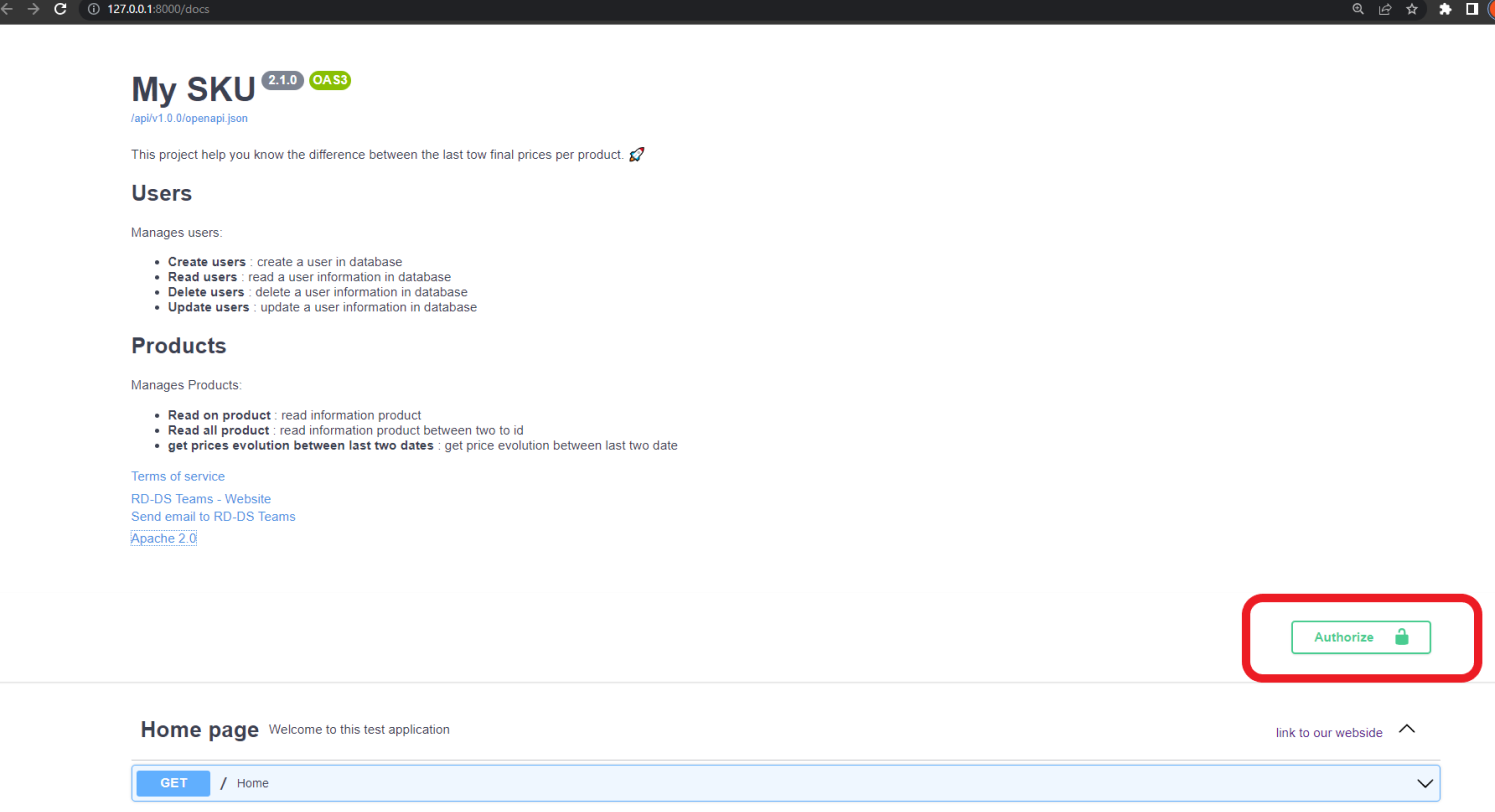 127.0.0.1:8000/docs
My SKU 2.1.0 OAS3
/api/v1.0.0/openapi.json
This project help you know the difference between the last tow final prices per product. 🚀
Users
Manages users:
Create users : create a user in database
Read users : read a user information in database
Delete users : delete a user information in database
Update users : update a user information in database
Products
Manages Products:
Read on product : read information product
Read all product : read information product between two to id
get prices evolution between last two dates : get price evolution between last two date
Terms of service
RD-DS Teams - Website
Send email to RD-DS Teams
Apache 2.0
Authorize
Home page Welcome to this test application link to our webside
GET / Home